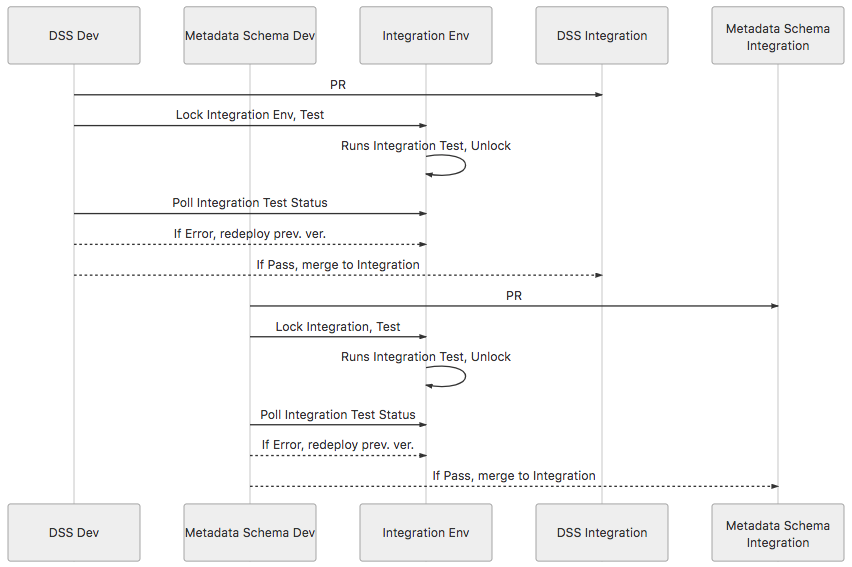 DSS Dev
Metadata Schema Dev
Integration Env
DSS Integration
Metadata Schema
Integration
PR
Lock Integration Env, Test
Runs Integration Test, Unlock
Poll Integration Test Status
If Error, redeploy prev. ver.
If Pass, merge to Integration
PR
Lock Integration, Test
Runs Integration Test, Unlock
Poll Integration Test Status
If Error, redeploy prev. ver.
If Pass, merge to Integration
DSS Dev
Metadata Schema Dev
Integration Env
DSS Integration
Metadata Schema
Integration